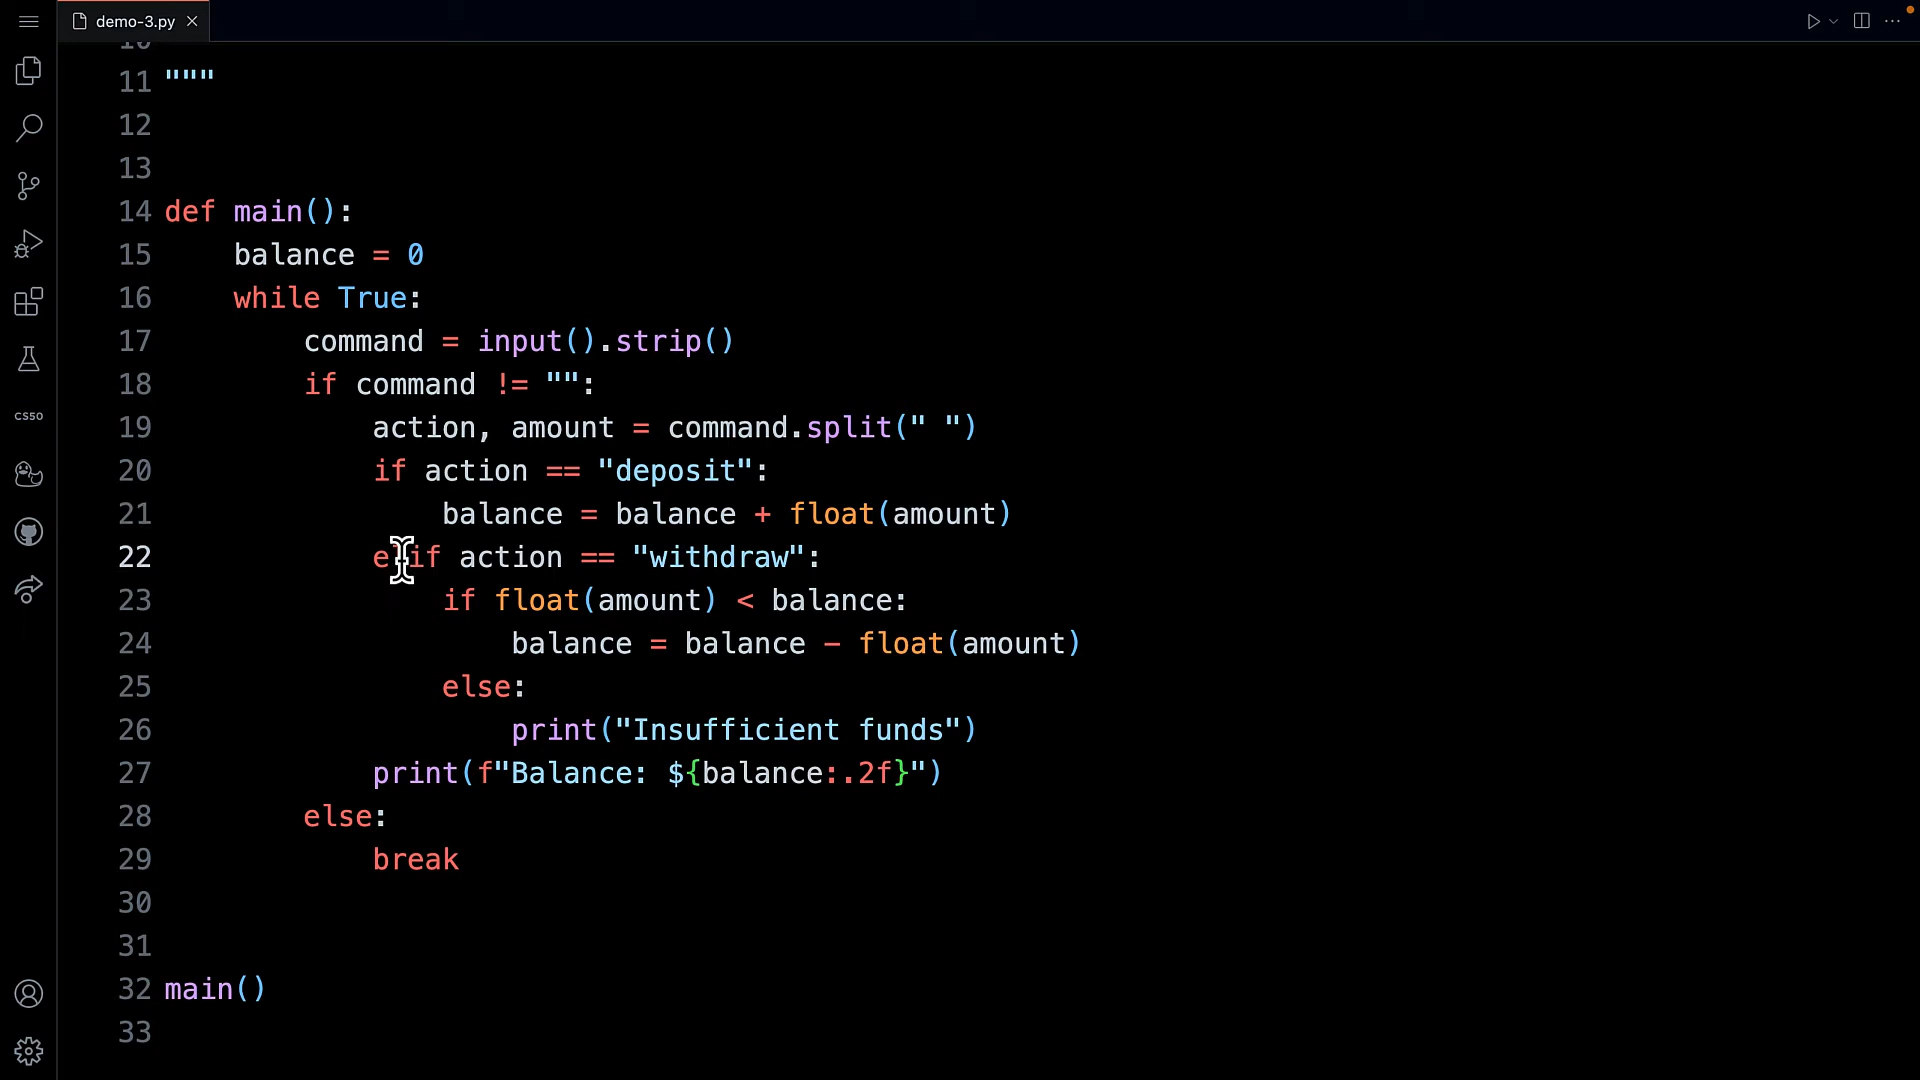 demo-3.py
10
11 """
12
13
14 def main():
15     balance = 0
16     while True:
17         command = input().strip()
18         if command != "":
19             action, amount = command.split(" ")
20             if action == "deposit":
21                 balance = balance + float(amount)
22             elif action == "withdraw":
23                 if float(amount) < balance:
24                     balance = balance - float(amount)
25                 else:
26                     print("Insufficient funds")
27             print(f"Balance: ${balance:.2f}")
28         else:
29             break
30
31
32 main()
33
CS50